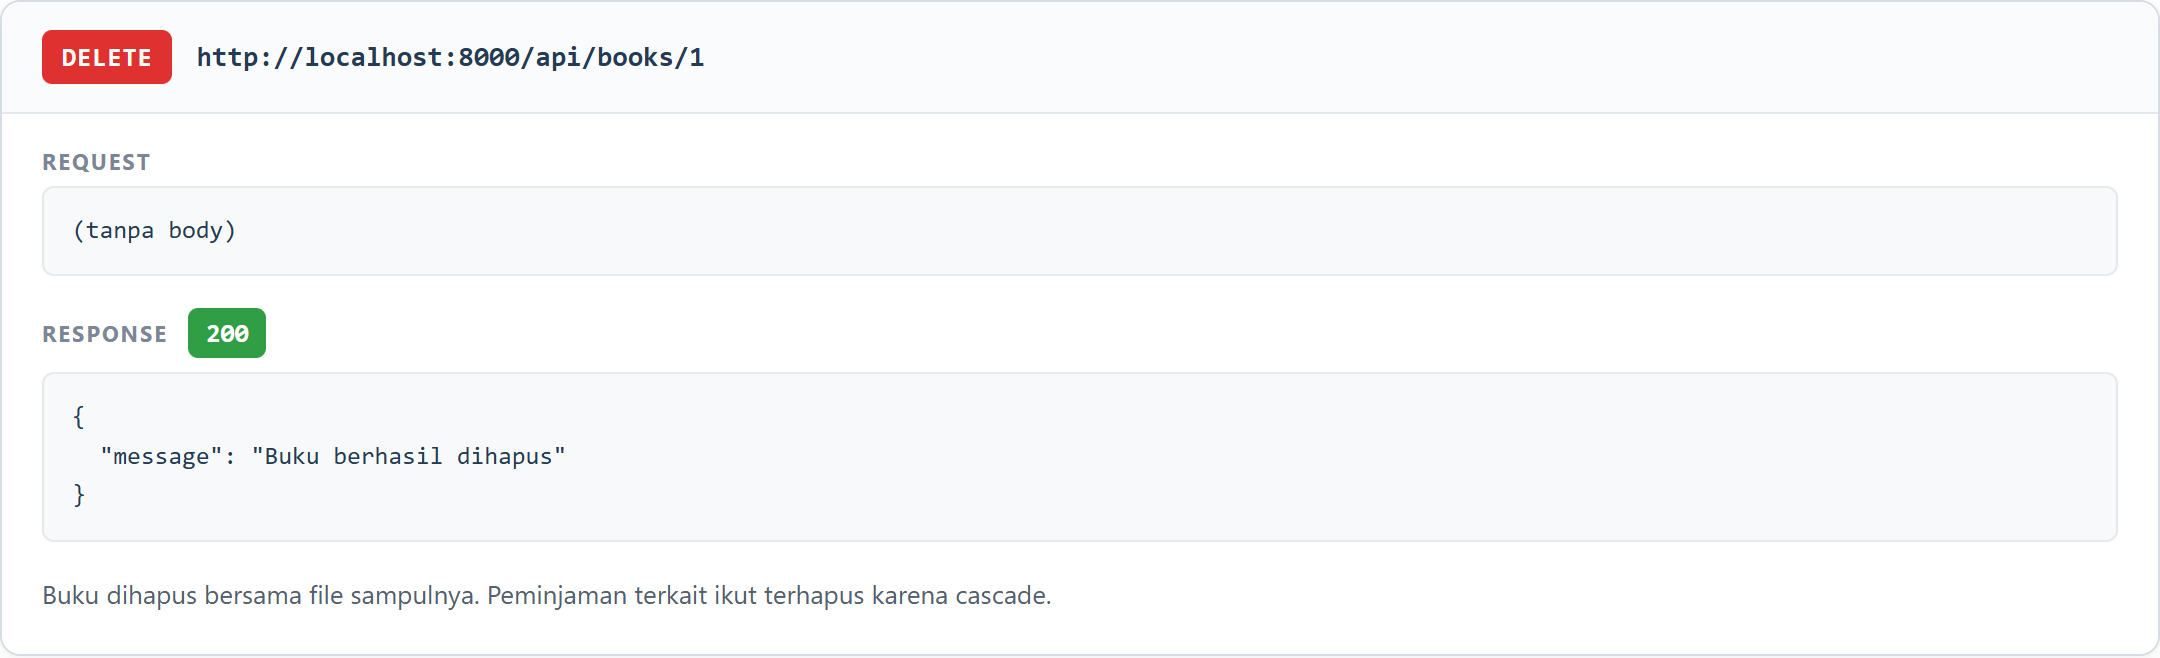 DELETE http://localhost:8000/api/books/1
REQUEST
(tanpa body)
RESPONSE 200
{
  "message": "Buku berhasil dihapus"
}
Buku dihapus bersama file sampulnya. Peminjaman terkait ikut terhapus karena cascade.